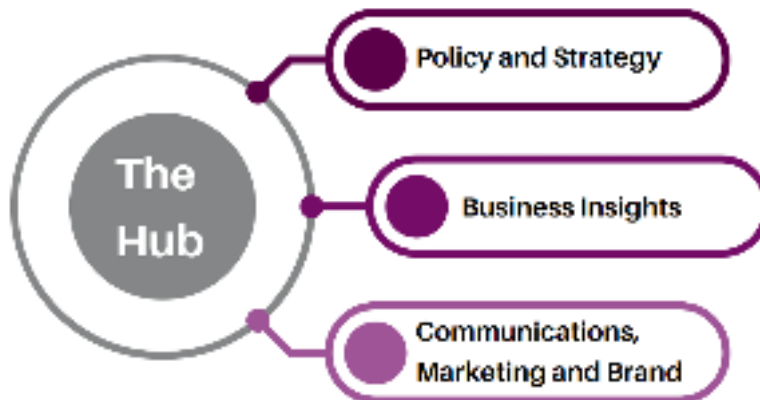 The
Hub
Policy and Strategy
Business Insights
Communications,
Marketing and Brand